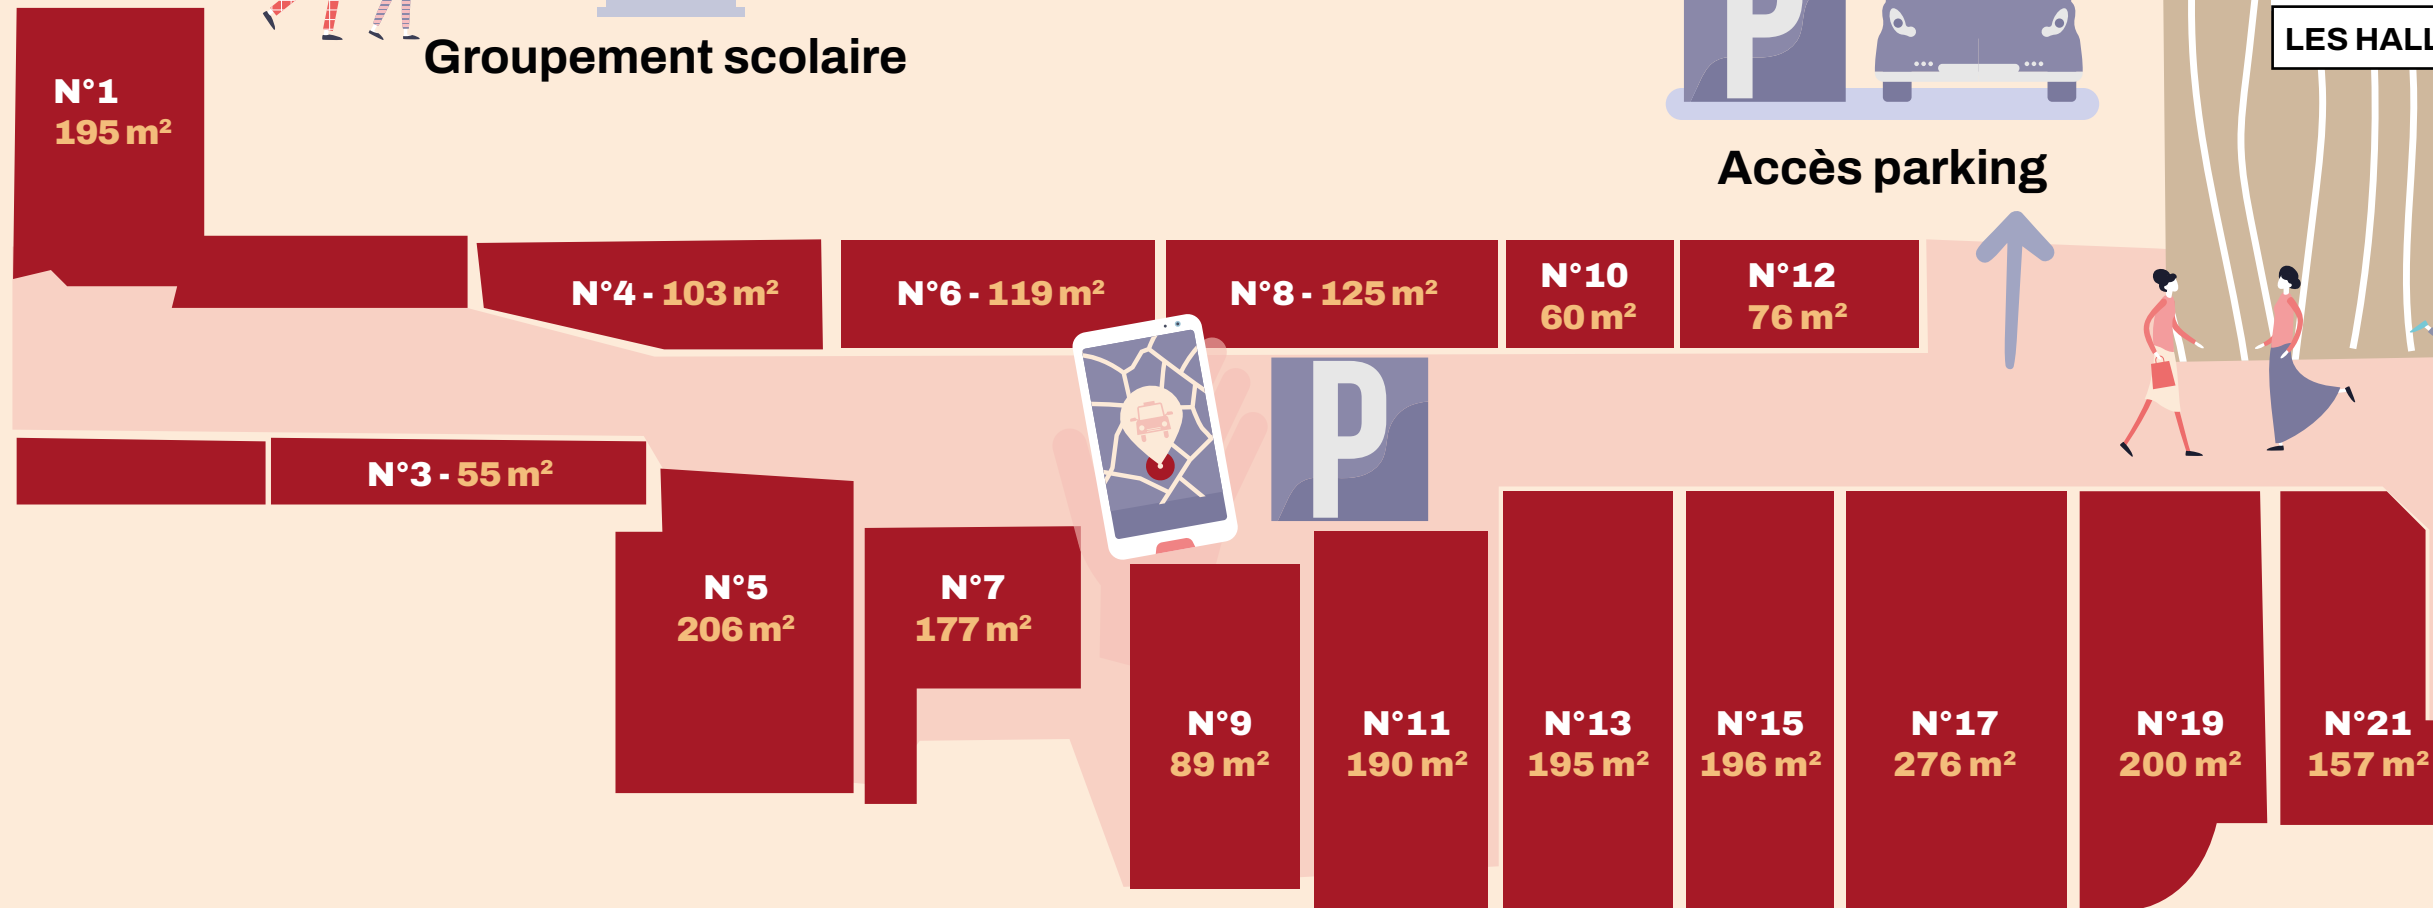 Groupement scolaire
LES HALL
N°1
195 m²
P
Accès parking
N°4 - 103 m²
N°6 - 119 m²
N°8 - 125 m²
N°10
60 m²
N°12
76 m²
P
N°3 - 55 m²
N°5
206 m²
N°7
177 m²
N°9
89 m²
N°11
190 m²
N°13
195 m²
N°15
196 m²
N°17
276 m²
N°19
200 m²
N°21
157 m²